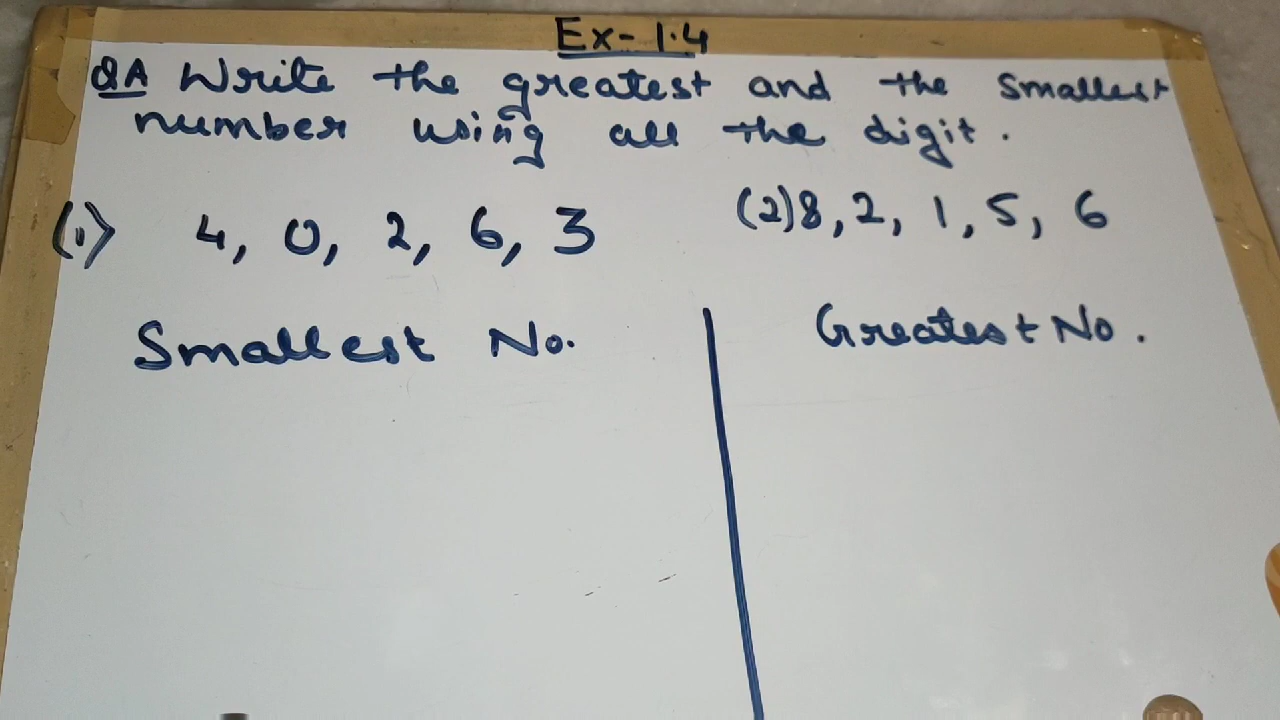 Ex- 1.4
QA Write the greatest and the smallest
number using all the digit.
(1) 4, 0, 2, 6, 3
(2) 8, 2, 1, 5, 6
Smallest No.
Greatest No.